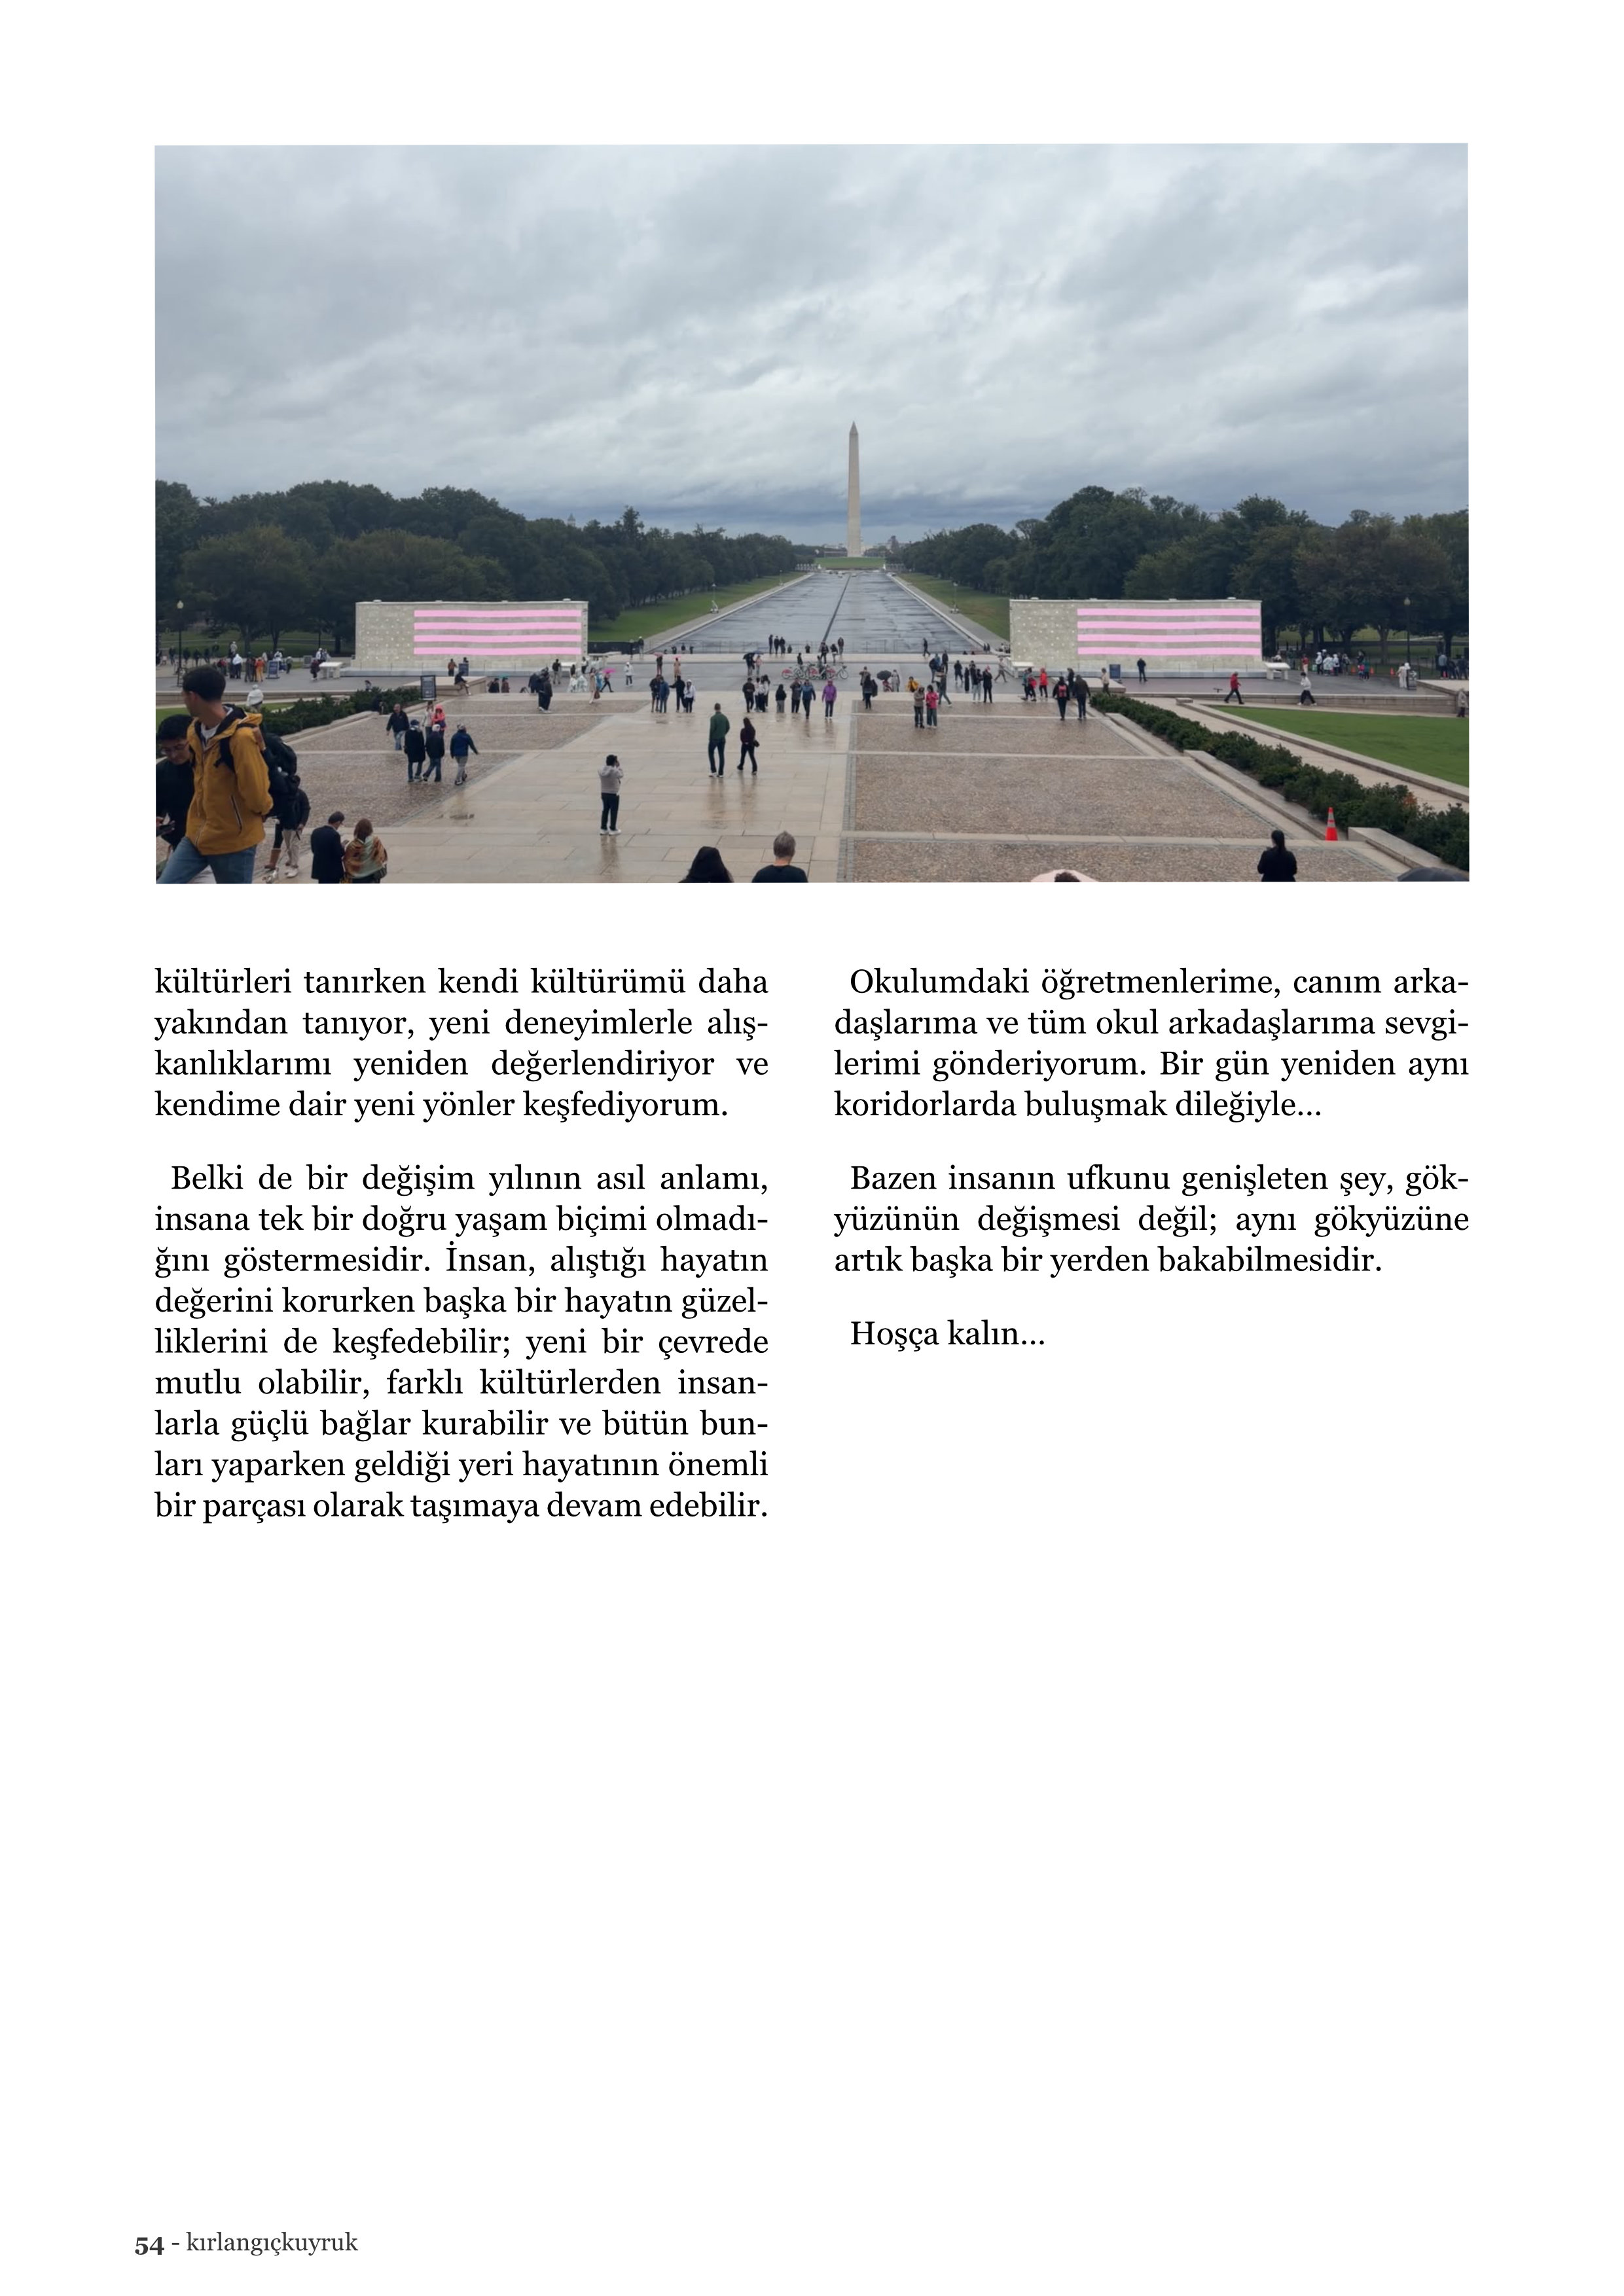 kültürleri tanırken kendi kültürümü daha
yakından tanıyor, yeni deneyimlerle alış-
kanlıklarımı yeniden değerlendiriyor ve
kendime dair yeni yönler keşfediyorum.
Belki de bir değişim yılının asıl anlamı,
insana tek bir doğru yaşam biçimi olmadı-
ğını göstermesidir. İnsan, alıştığı hayatın
değerini korurken başka bir hayatın güzel-
liklerini de keşfedebilir; yeni bir çevrede
mutlu olabilir, farklı kültürlerden insan-
larla güçlü bağlar kurabilir ve bütün bun-
ları yaparken geldiği yeri hayatının önemli
bir parçası olarak taşımaya devam edebilir.
Okulumdaki öğretmenlerime, canım arka-
daşlarıma ve tüm okul arkadaşlarıma sevgi-
lerimi gönderiyorum. Bir gün yeniden aynı
koridorlarda buluşmak dileğiyle...
Bazen insanın ufkunu genişleten şey, gök-
yüzünün değişmesi değil; aynı gökyüzüne
artık başka bir yerden bakabilmesidir.
Hoşça kalın...
54 - kırlangıçkuyruk